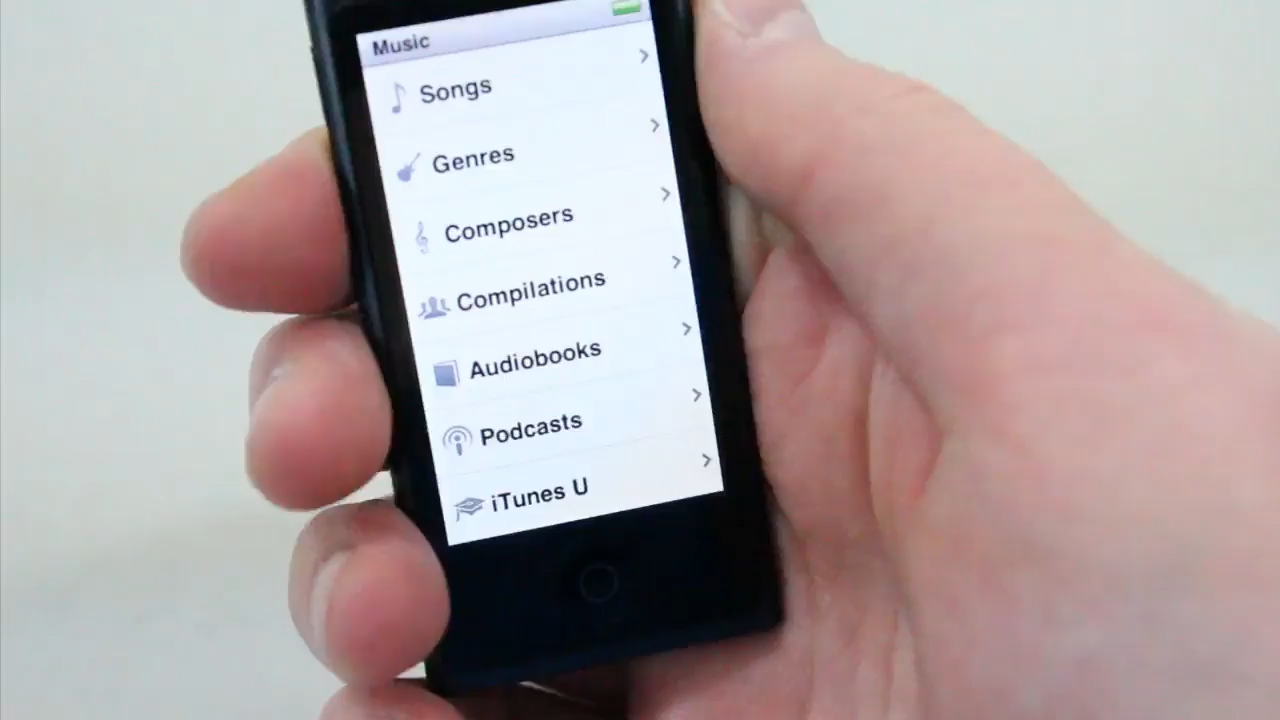 Music
Songs
Genres
Composers
Compilations
Audiobooks
Podcasts
iTunes U